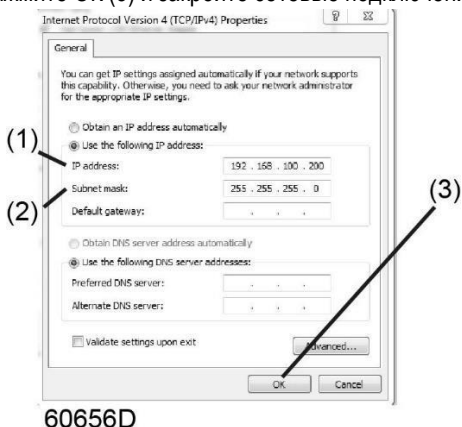 Internet Protocol Version 4 (TCP/IPv4) Properties
General
You can get IP settings assigned automatically if your network supports
this capability. Otherwise, you need to ask your network administrator
for the appropriate IP settings.
Obtain an IP address automatically
(1) Use the following IP address:
IP address: 192 . 168 . 100 . 200
(2) Subnet mask: 255 . 255 . 255 . 0
(3)
Default gateway: . . .
Obtain DNS server address automatically
Use the following DNS server addresses:
Preferred DNS server: . . .
Alternate DNS server: . . .
Validate settings upon exit
Advanced...
OK Cancel
60656D